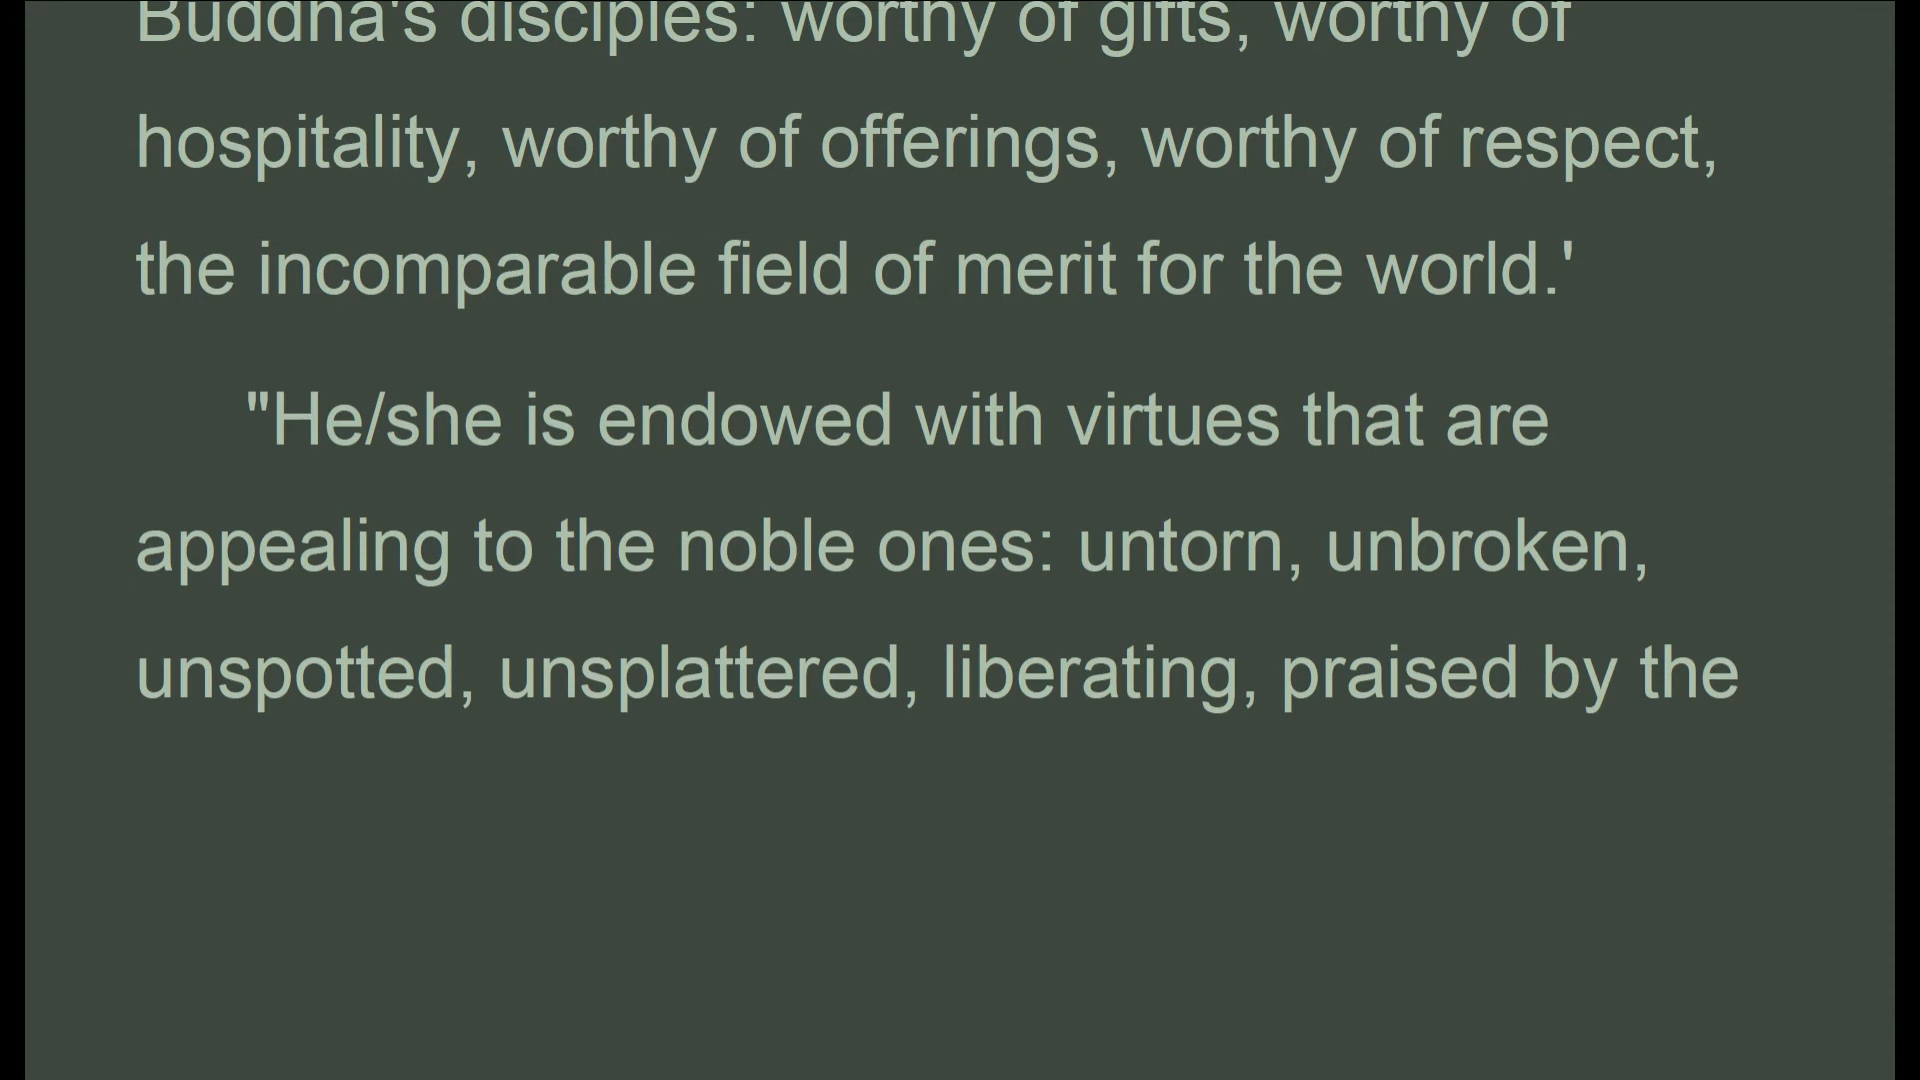 Buddha's disciples: worthy of gifts, worthy of
hospitality, worthy of offerings, worthy of respect,
the incomparable field of merit for the world.'
"He/she is endowed with virtues that are
appealing to the noble ones: untorn, unbroken,
unspotted, unsplattered, liberating, praised by the